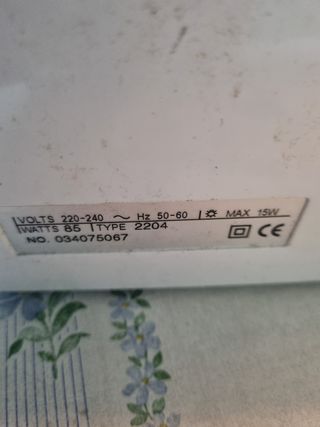 VOLTS 220-240 ~ Hz 50-60 MAX 15W
WATTS 85 TYPE 2204
NO. 034075067 CE